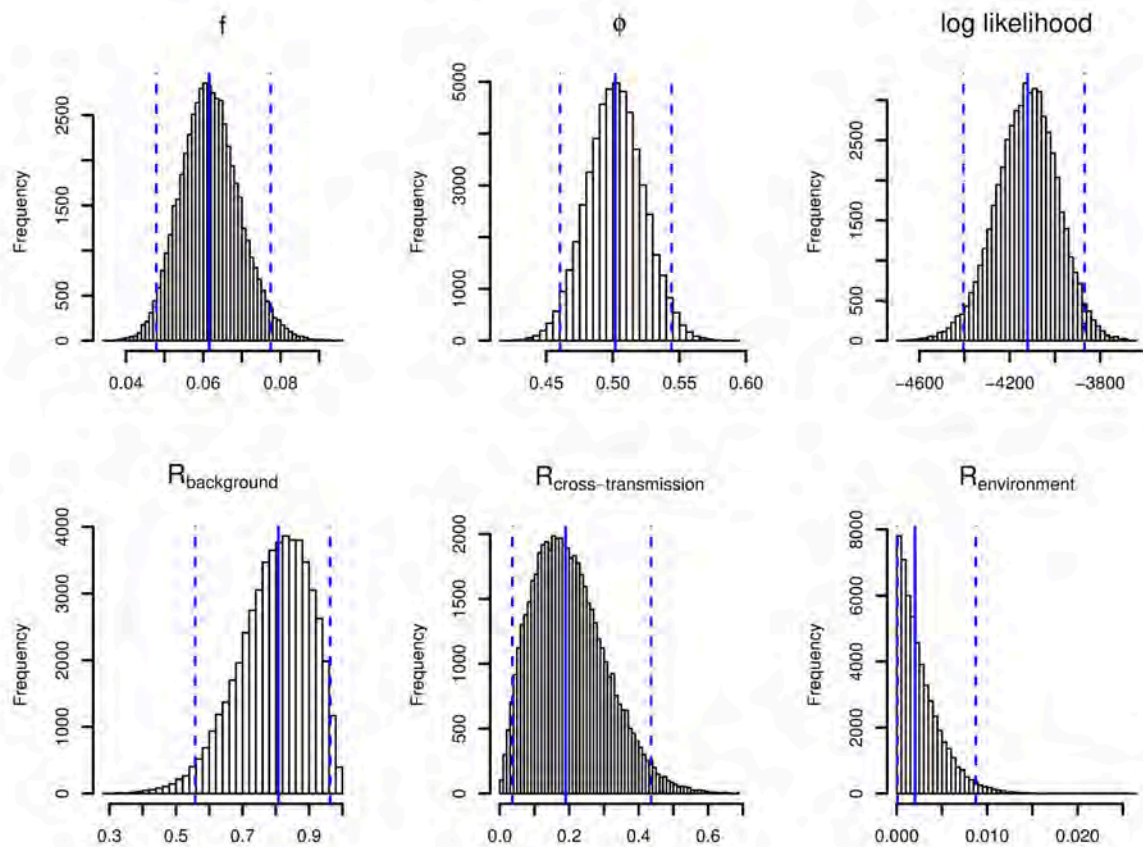 f
Frequency
0 500 1500 2500
0.04 0.06 0.08
ϕ
Frequency
0 1000 3000 5000
0.45 0.50 0.55 0.60
log likelihood
Frequency
0 500 1500 2500
−4600 −4200 −3800
R background
Frequency
0 1000 2000 3000 4000
0.3 0.5 0.7 0.9
R cross−transmission
Frequency
0 500 1000 1500 2000
0.0 0.2 0.4 0.6
R environment
Frequency
0 2000 4000 6000 8000
0.000 0.010 0.020